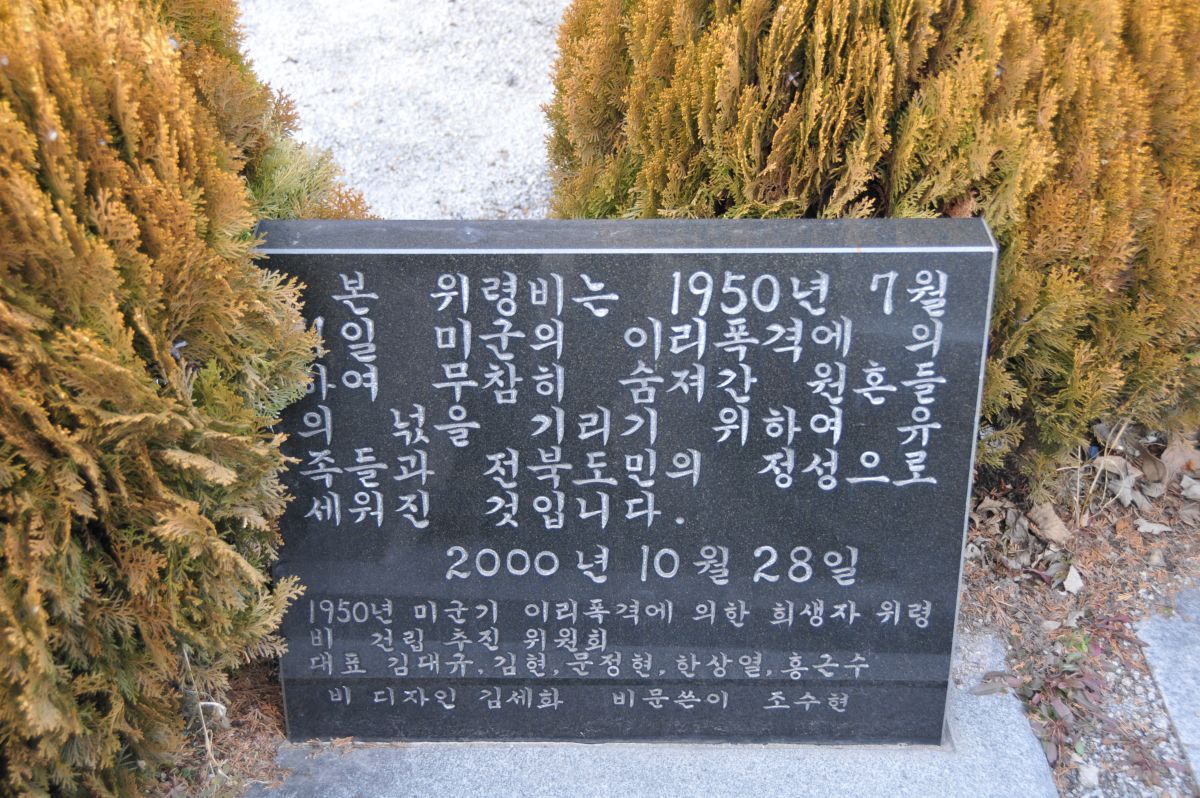 본 위령비는 1950년 7월
일 미군의 이리폭격에 의
하여 무참히 숨져간 원혼들
의 넋을 기리기 위하여 유
족들과 전북도민의 정성으로
세워진 것입니다.
2000년 10월 28일
1950년 미군기 이리폭격에 의한 희생자 위령
비 건립 추진 위원회
대표 김대규, 김현, 문정현, 한상열, 홍근수
비 디자인 김세화 비문쓴이 조수현